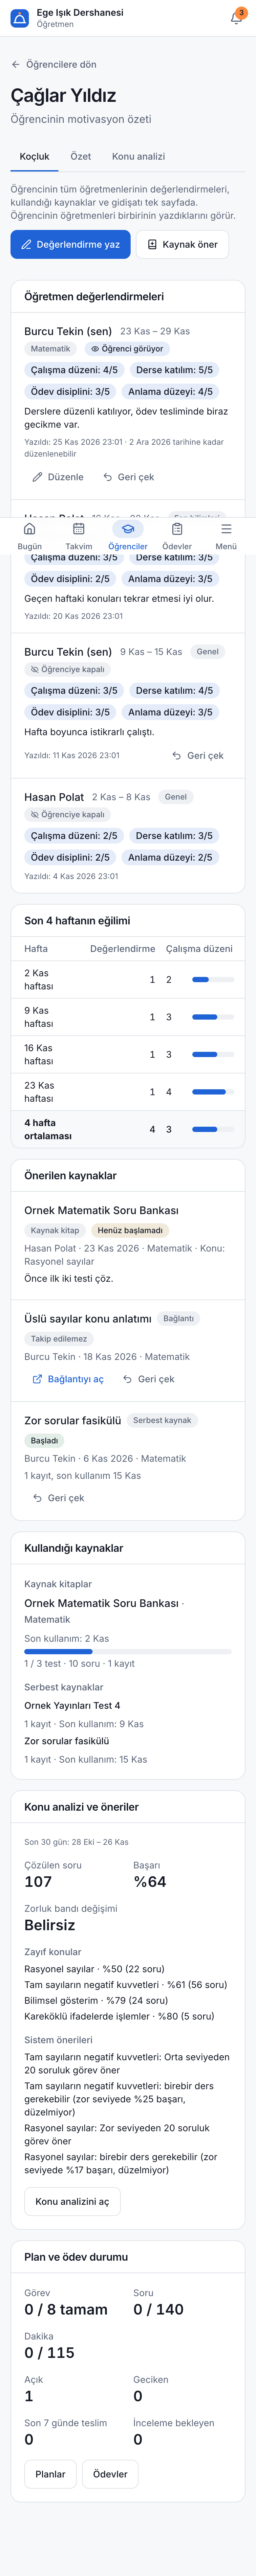 Ege Işık Dershanesi
Öğretmen
3
Öğrencilere dön
Çağlar Yıldız
Öğrencinin motivasyon özeti
Koçluk Özet Konu analizi
Öğrencinin tüm öğretmenlerinin değerlendirmeleri,
kullandığı kaynaklar ve gidişatı tek sayfada.
Öğrencinin öğretmenleri birbirinin yazdıklarını görür.
Değerlendirme yaz Kaynak öner
Öğretmen değerlendirmeleri
Burcu Tekin (sen) 23 Kas – 29 Kas
Matematik Öğrenci görüyor
Çalışma düzeni: 4/5 Derse katılım: 5/5
Ödev disiplini: 3/5 Anlama düzeyi: 4/5
Derslere düzenli katılıyor, ödev tesliminde biraz
gecikme var.
Yazıldı: 25 Kas 2026 23:01 · 2 Ara 2026 tarihine kadar
düzenlenebilir
Düzenle Geri çek
Bugün Takvim Öğrenciler Ödevler Menü
Çalışma düzeni: 3/5 Derse katılım: 3/5
Ödev disiplini: 2/5 Anlama düzeyi: 3/5
Geçen haftaki konuları tekrar etmesi iyi olur.
Yazıldı: 20 Kas 2026 23:01
Burcu Tekin (sen) 9 Kas – 15 Kas Genel
Öğrenciye kapalı
Çalışma düzeni: 3/5 Derse katılım: 4/5
Ödev disiplini: 2/5 Anlama düzeyi: 3/5
Hafta boyunca istikrarlı çalıştı.
Yazıldı: 11 Kas 2026 23:01 Geri çek
Hasan Polat 2 Kas – 8 Kas Genel
Öğrenciye kapalı
Çalışma düzeni: 2/5 Derse katılım: 3/5
Ödev disiplini: 2/5 Anlama düzeyi: 2/5
Yazıldı: 4 Kas 2026 23:01
Son 4 haftanın eğilimi
Hafta Değerlendirme Çalışma düzeni
2 Kas
haftası 1 2
9 Kas
haftası 1 3
16 Kas
haftası 1 3
23 Kas
haftası 1 4
4 hafta
ortalaması 4 3
Önerilen kaynaklar
Ornek Matematik Soru Bankası
Kaynak kitap Henüz başlamadı
Hasan Polat · 23 Kas 2026 · Matematik · Konu:
Rasyonel sayılar
Önce ilk iki testi çöz.
Üslü sayılar konu anlatımı Bağlantı
Takip edilemez
Burcu Tekin · 18 Kas 2026 · Matematik
Bağlantıyı aç Geri çek
Zor sorular fasikülü Serbest kaynak
Başladı
Burcu Tekin · 6 Kas 2026 · Matematik
1 kayıt, son kullanım 15 Kas
Geri çek
Kullandığı kaynaklar
Kaynak kitaplar
Ornek Matematik Soru Bankası ·
Matematik
Son kullanım: 2 Kas
1 / 3 test · 10 soru · 1 kayıt
Serbest kaynaklar
Ornek Yayınları Test 4
1 kayıt · Son kullanım: 9 Kas
Zor sorular fasikülü
1 kayıt · Son kullanım: 15 Kas
Konu analizi ve öneriler
Son 30 gün: 28 Eki – 26 Kas
Çözülen soru Başarı
107 %64
Zorluk bandı değişimi
Belirsiz
Zayıf konular
Rasyonel sayılar · %50 (22 soru)
Tam sayıların negatif kuvvetleri · %61 (56 soru)
Bilimsel gösterim · %79 (24 soru)
Kareköklü ifadelerde işlemler · %80 (5 soru)
Sistem önerileri
Tam sayıların negatif kuvvetleri: Orta seviyeden
20 soruluk görev öner
Tam sayıların negatif kuvvetleri: birebir ders
gerekebilir (zor seviyede %25 başarı,
düzelmiyor)
Rasyonel sayılar: Zor seviyeden 20 soruluk
görev öner
Rasyonel sayılar: birebir ders gerekebilir (zor
seviyede %17 başarı, düzelmiyor)
Konu analizini aç
Plan ve ödev durumu
Görev Soru
0 / 8 tamam 0 / 140
Dakika
0 / 115
Açık Geciken
1 0
Son 7 günde teslim İnceleme bekleyen
0 0
Planlar Ödevler